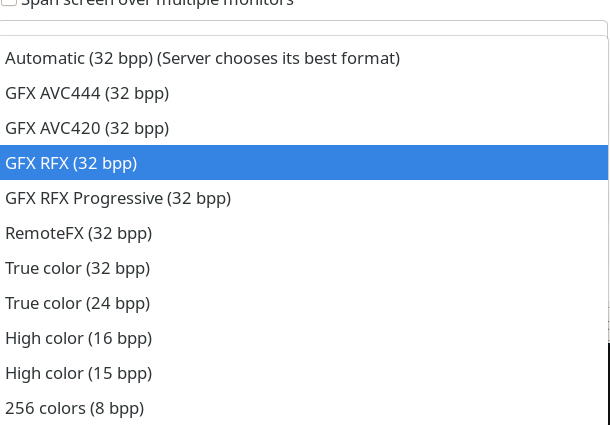 Span screen over multiple monitors
Automatic (32 bpp) (Server chooses its best format)
GFX AVC444 (32 bpp)
GFX AVC420 (32 bpp)
GFX RFX (32 bpp)
GFX RFX Progressive (32 bpp)
RemoteFX (32 bpp)
True color (32 bpp)
True color (24 bpp)
High color (16 bpp)
High color (15 bpp)
256 colors (8 bpp)